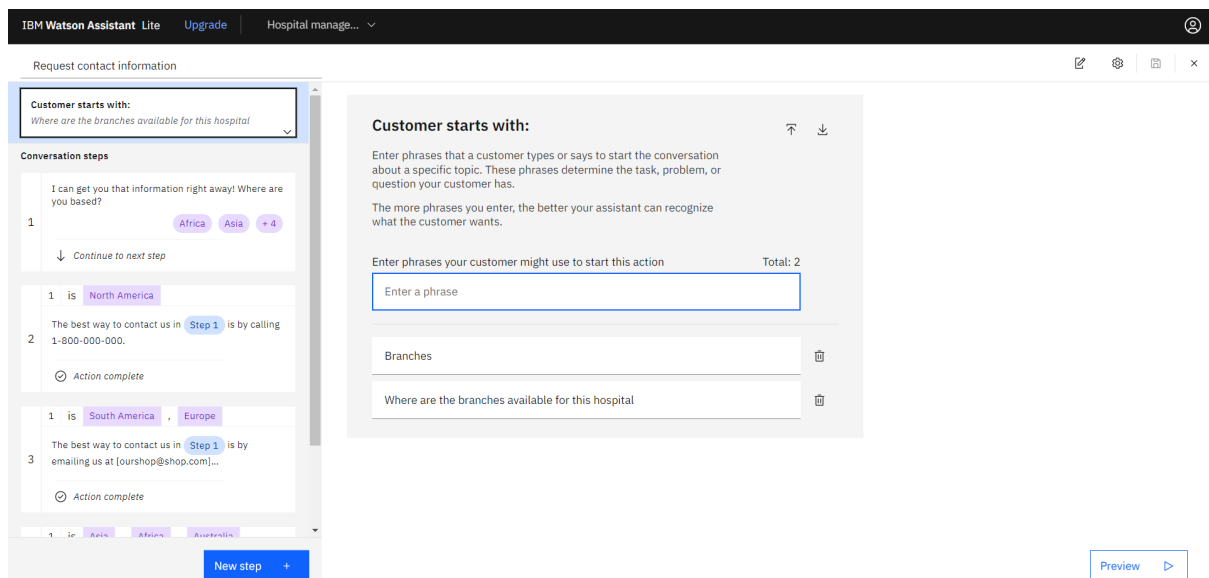 IBM Watson Assistant Lite Upgrade Hospital manage...
Request contact information
Customer starts with:
Where are the branches available for this hospital
Conversation steps
1
I can get you that information right away! Where are
you based?
Africa Asia + 4
Continue to next step
1 is North America
2
The best way to contact us in Step 1 is by calling
1-800-000-000.
Action complete
1 is South America , Europe
3
The best way to contact us in Step 1 is by
emailing us at [ourshop@shop.com]...
Action complete
1 is Asia , Africa , Australia
New step +
Customer starts with:
Enter phrases that a customer types or says to start the conversation
about a specific topic. These phrases determine the task, problem, or
question your customer has.
The more phrases you enter, the better your assistant can recognize
what the customer wants.
Enter phrases your customer might use to start this action Total: 2
Enter a phrase
Branches
Where are the branches available for this hospital
Preview